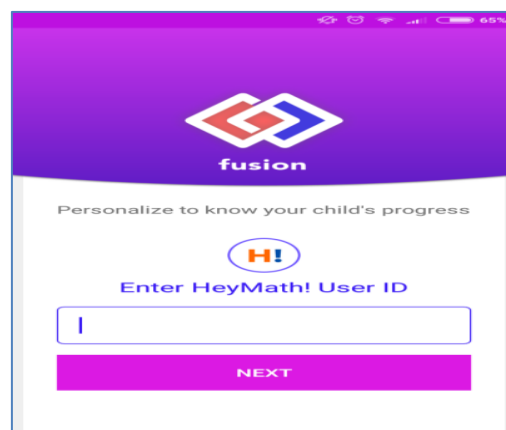 65%
fusion
Personalize to know your child's progress
H!
Enter HeyMath! User ID
NEXT